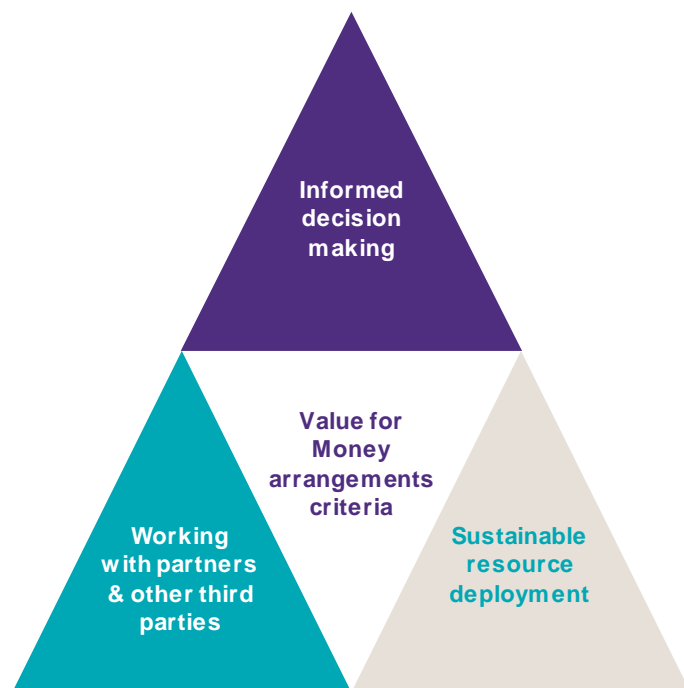 Informed
decision
making
Value for
Money
arrangements
criteria
Working
with partners
& other third
parties
Sustainable
resource
deployment